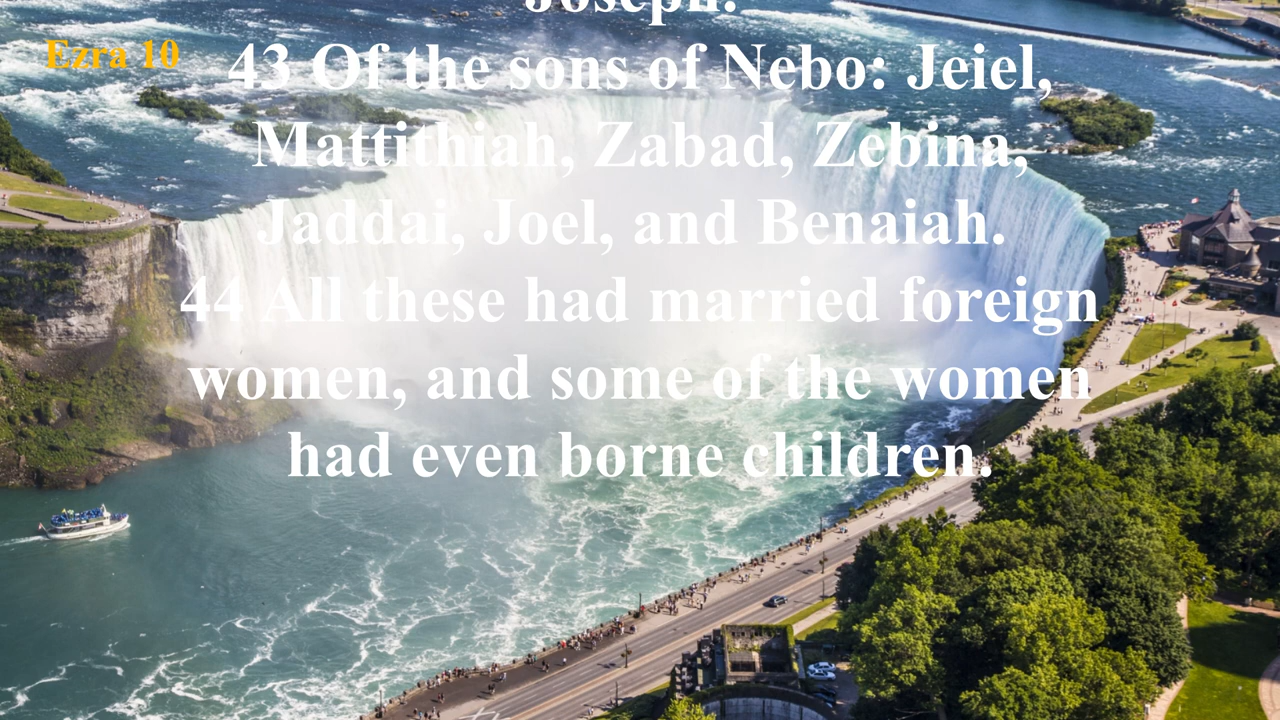 Joseph.
Ezra 10
43 Of the sons of Nebo: Jeiel,
Mattithiah, Zabad, Zebina,
Jaddai, Joel, and Benaiah.
44 All these had married foreign
women, and some of the women
had even borne children.